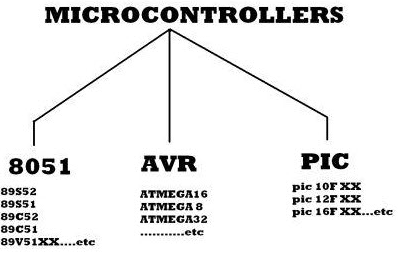 MICROCONTROLLERS
8051
89S52
89S51
89C52
89C51
89V51XX....etc
AVR
ATMEGA16
ATMEGA 8
ATMEGA32
...........etc
PIC
pic 10F XX
pic 12F XX
pic 16F XX...etc